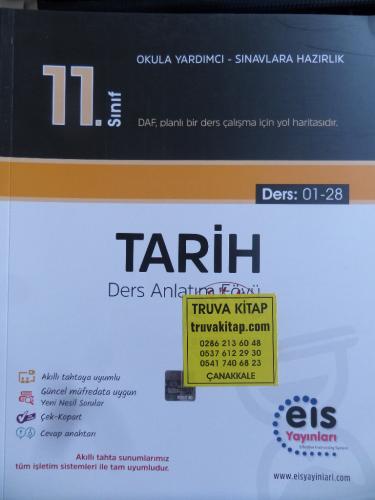 OKULA YARDIMCI - SINAVLARA HAZIRLIK
11. Sınıf
DAF, planlı bir ders çalışma için yol haritasıdır.
Ders: 01-28
TARİH
Ders Anlatım Föyü
TRUVA KİTAP
truvakitap.com
0286 213 60 48
0537 612 29 30
0541 740 68 23
ÇANAKKALE
Akıllı tahtaya uyumlu
Güncel müfredata uygun
Yeni Nesil Sorular
Çek-Kopart
Cevap anahtarı
Akıllı tahta sunumlarımız
tüm işletim sistemleri ile tam uyumludur.
eis
Yayınları
www.eisyayinlari.com